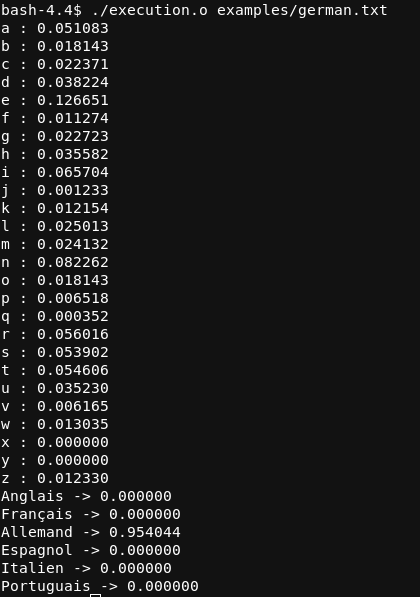 bash-4.4$ ./execution.o examples/german.txt
a : 0.051083
b : 0.018143
c : 0.022371
d : 0.038224
e : 0.126651
f : 0.011274
g : 0.022723
h : 0.035582
i : 0.065704
j : 0.001233
k : 0.012154
l : 0.025013
m : 0.024132
n : 0.082262
o : 0.018143
p : 0.006518
q : 0.000352
r : 0.056016
s : 0.053902
t : 0.054606
u : 0.035230
v : 0.006165
w : 0.013035
x : 0.000000
y : 0.000000
z : 0.012330
Anglais -> 0.000000
Français -> 0.000000
Allemand -> 0.954044
Espagnol -> 0.000000
Italien -> 0.000000
Portuguais -> 0.000000